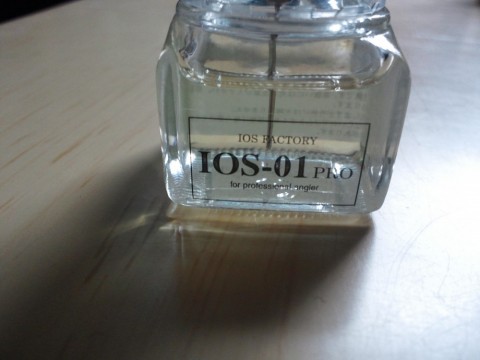 IOS FACTORY
IOS-01 PRO
for professional angler